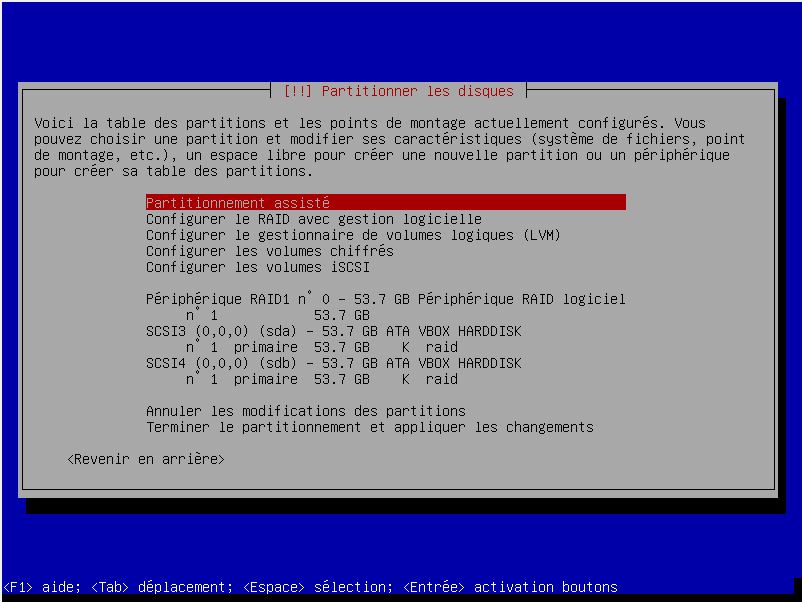 [!!] Partitionner les disques
Voici la table des partitions et les points de montage actuellement configurés. Vous
pouvez choisir une partition et modifier ses caractéristiques (système de fichiers, point
de montage, etc.), un espace libre pour créer une nouvelle partition ou un périphérique
pour créer sa table des partitions.
Partitionnement assisté
Configurer le RAID avec gestion logicielle
Configurer le gestionnaire de volumes logiques (LVM)
Configurer les volumes chiffrés
Configurer les volumes iSCSI
Périphérique RAID1 n° 0 - 53.7 GB Périphérique RAID logiciel
n° 1 53.7 GB
SCSI3 (0,0,0) (sda) - 53.7 GB ATA VBOX HARDDISK
n° 1 primaire 53.7 GB K raid
SCSI4 (0,0,0) (sdb) - 53.7 GB ATA VBOX HARDDISK
n° 1 primaire 53.7 GB K raid
Annuler les modifications des partitions
Terminer le partitionnement et appliquer les changements
<Revenir en arrière>
<F1> aide; <Tab> déplacement; <Espace> sélection; <Entrée> activation boutons